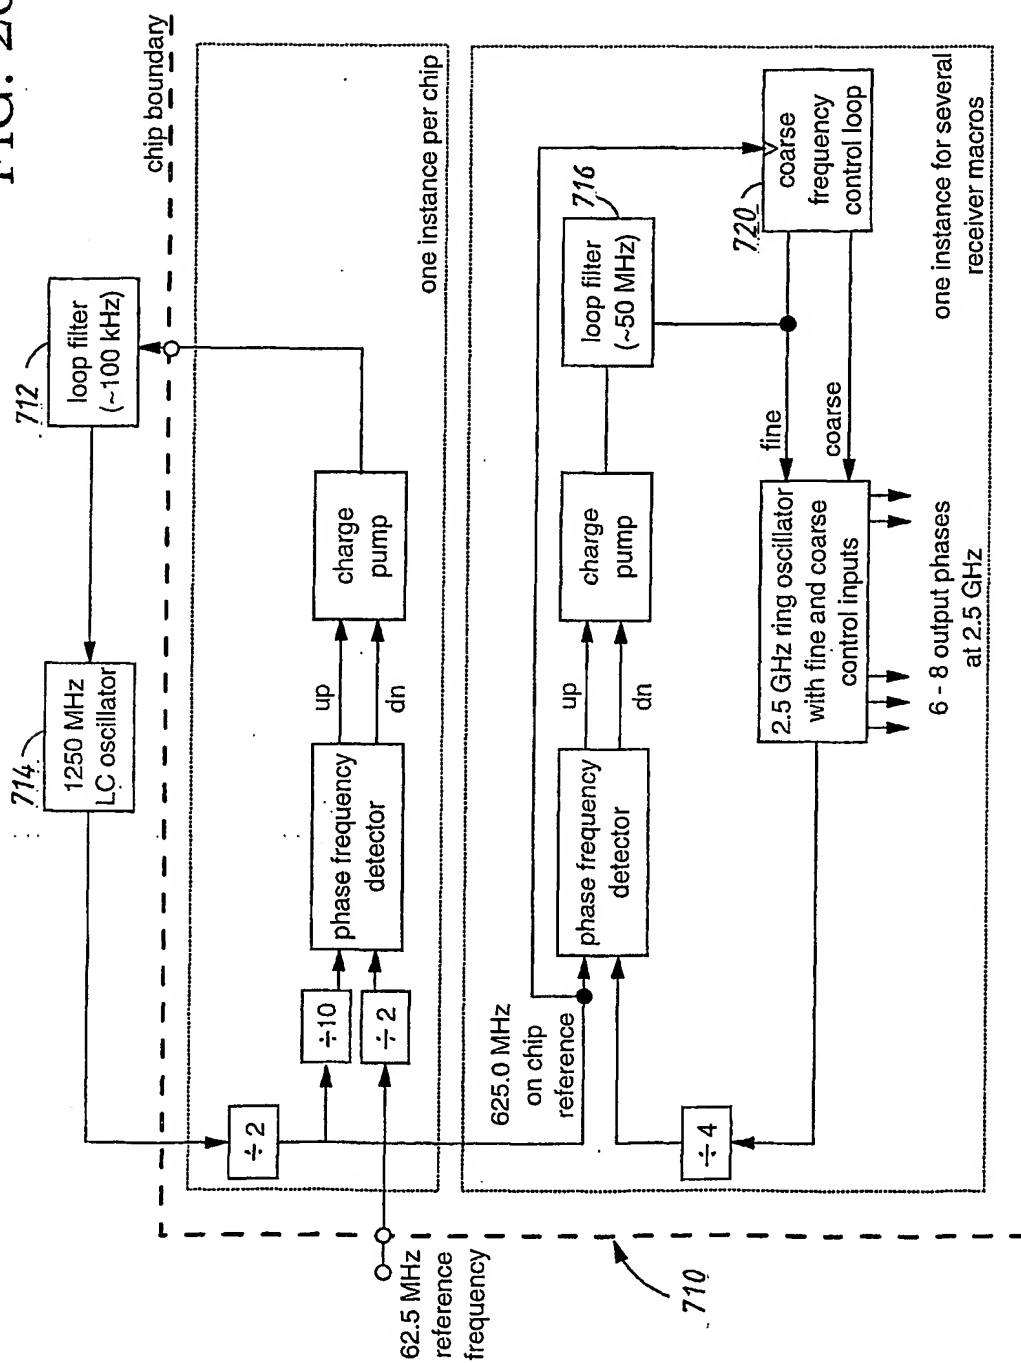 FIG. 2
chip boundary
712
loop filter
(~100 kHz)
714
1250 MHz
LC oscillator
one instance per chip
charge
pump
up
dn
phase frequency
detector
÷10
÷ 2
÷ 2
62.5 MHz
reference
frequency
710
one instance for several
receiver macros
716
loop filter
(~50 MHz)
720
coarse
frequency
control loop
charge
pump
up
dn
phase frequency
detector
625.0 MHz
on chip
reference
fine
coarse
2.5 GHz ring oscillator
with fine and coarse
control inputs
6 - 8 output phases
at 2.5 GHz
÷ 4